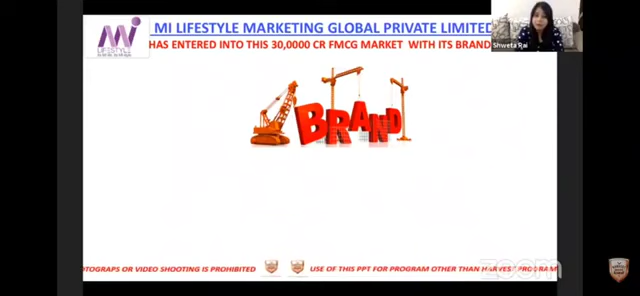 MI LIFESTYLE MARKETING GLOBAL PRIVATE LIMITED
HAS ENTERED INTO THIS 30,0000 CR FMCG MARKET WITH ITS BRAND
Mi
LIFESTYLE
Shweta Rai
BRAND
OTOGRAPS OR VIDEO SHOOTING IS PROHIBITED USE OF THIS PPT FOR PROGRAM OTHER THAN HARVEST PROGRAM
zoom